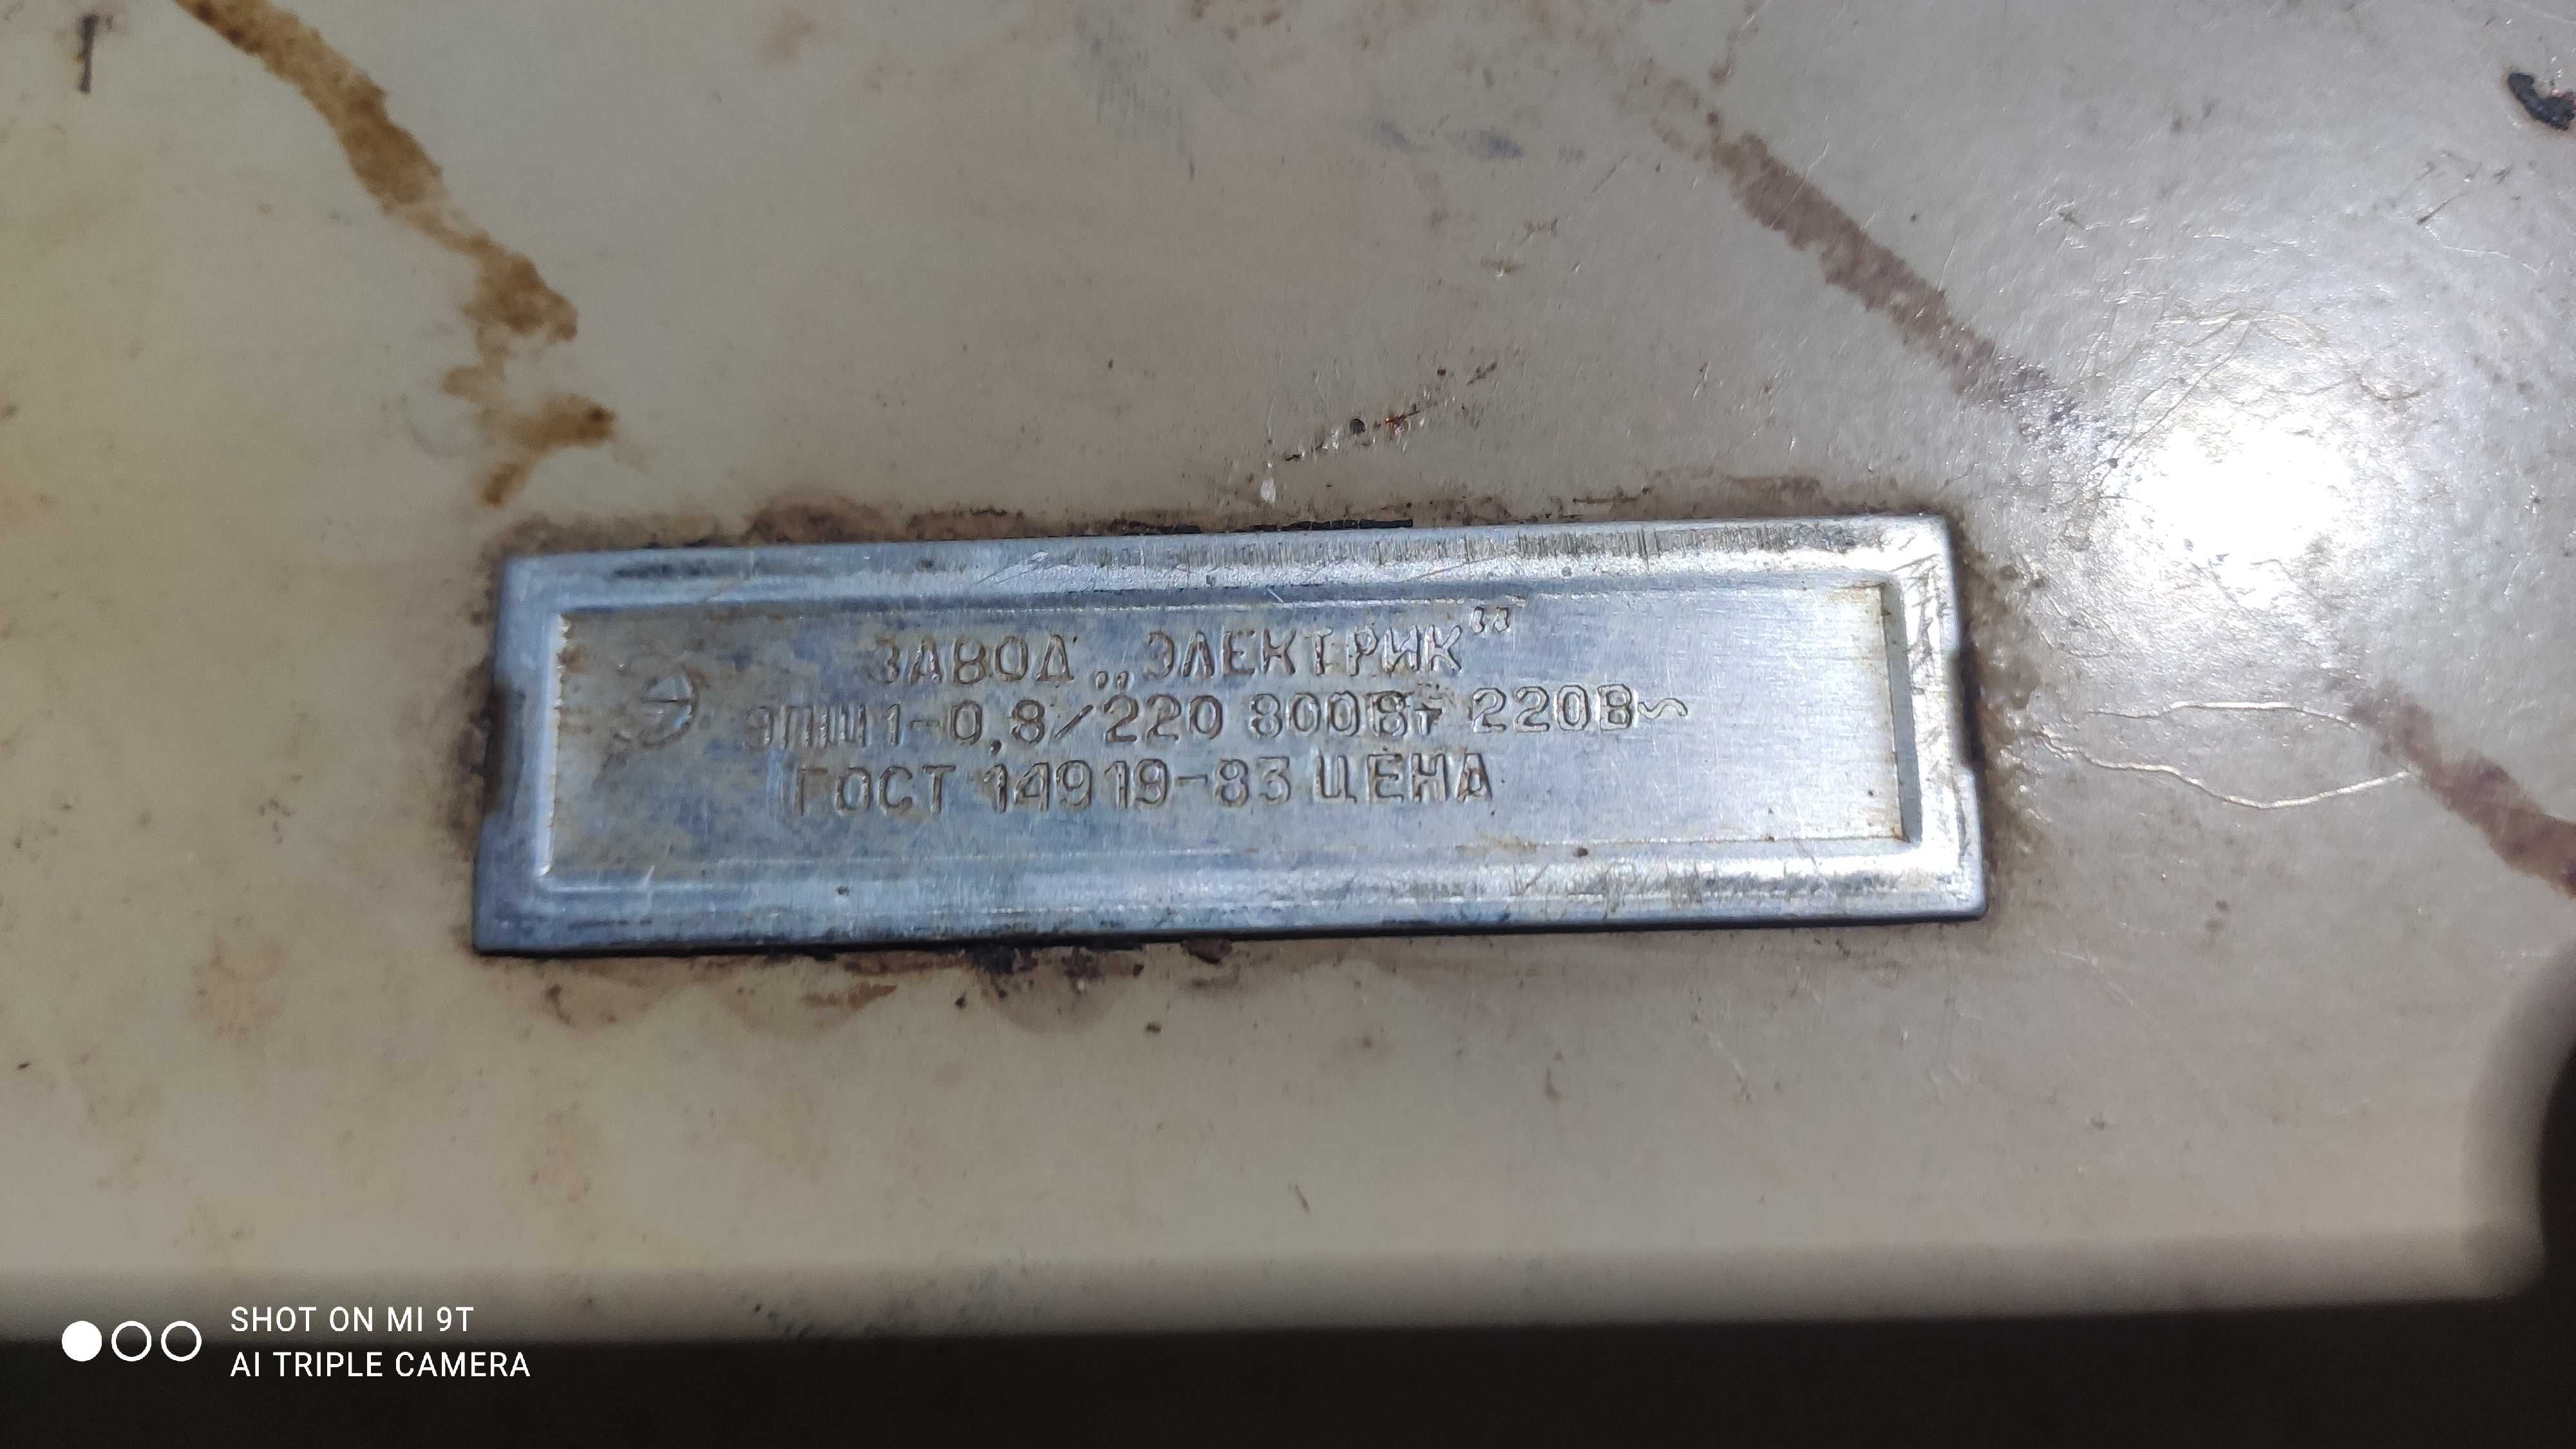 ЗАВОД „ЭЛЕКТРИК“
Э ЭПШ1-0,8/220 800Вт 220В~
ГОСТ 14919-83 ЦЕНА
SHOT ON MI 9T
AI TRIPLE CAMERA